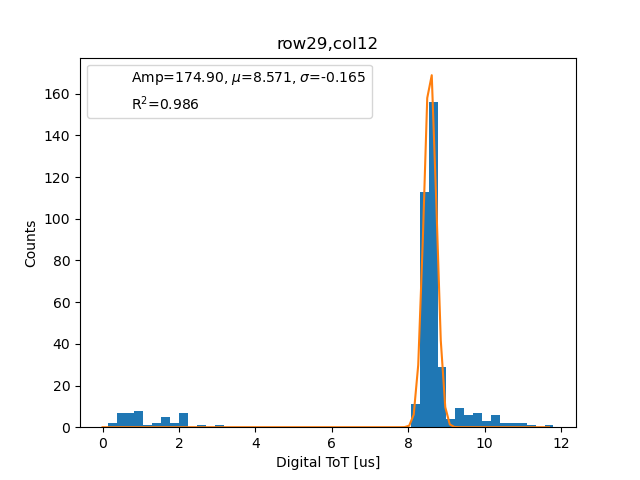 row29,col12
Amp=174.90, μ=8.571, σ=-0.165
R²=0.986
160
140
120
100
80
60
40
20
0
Counts
0 2 4 6 8 10 12
Digital ToT [us]